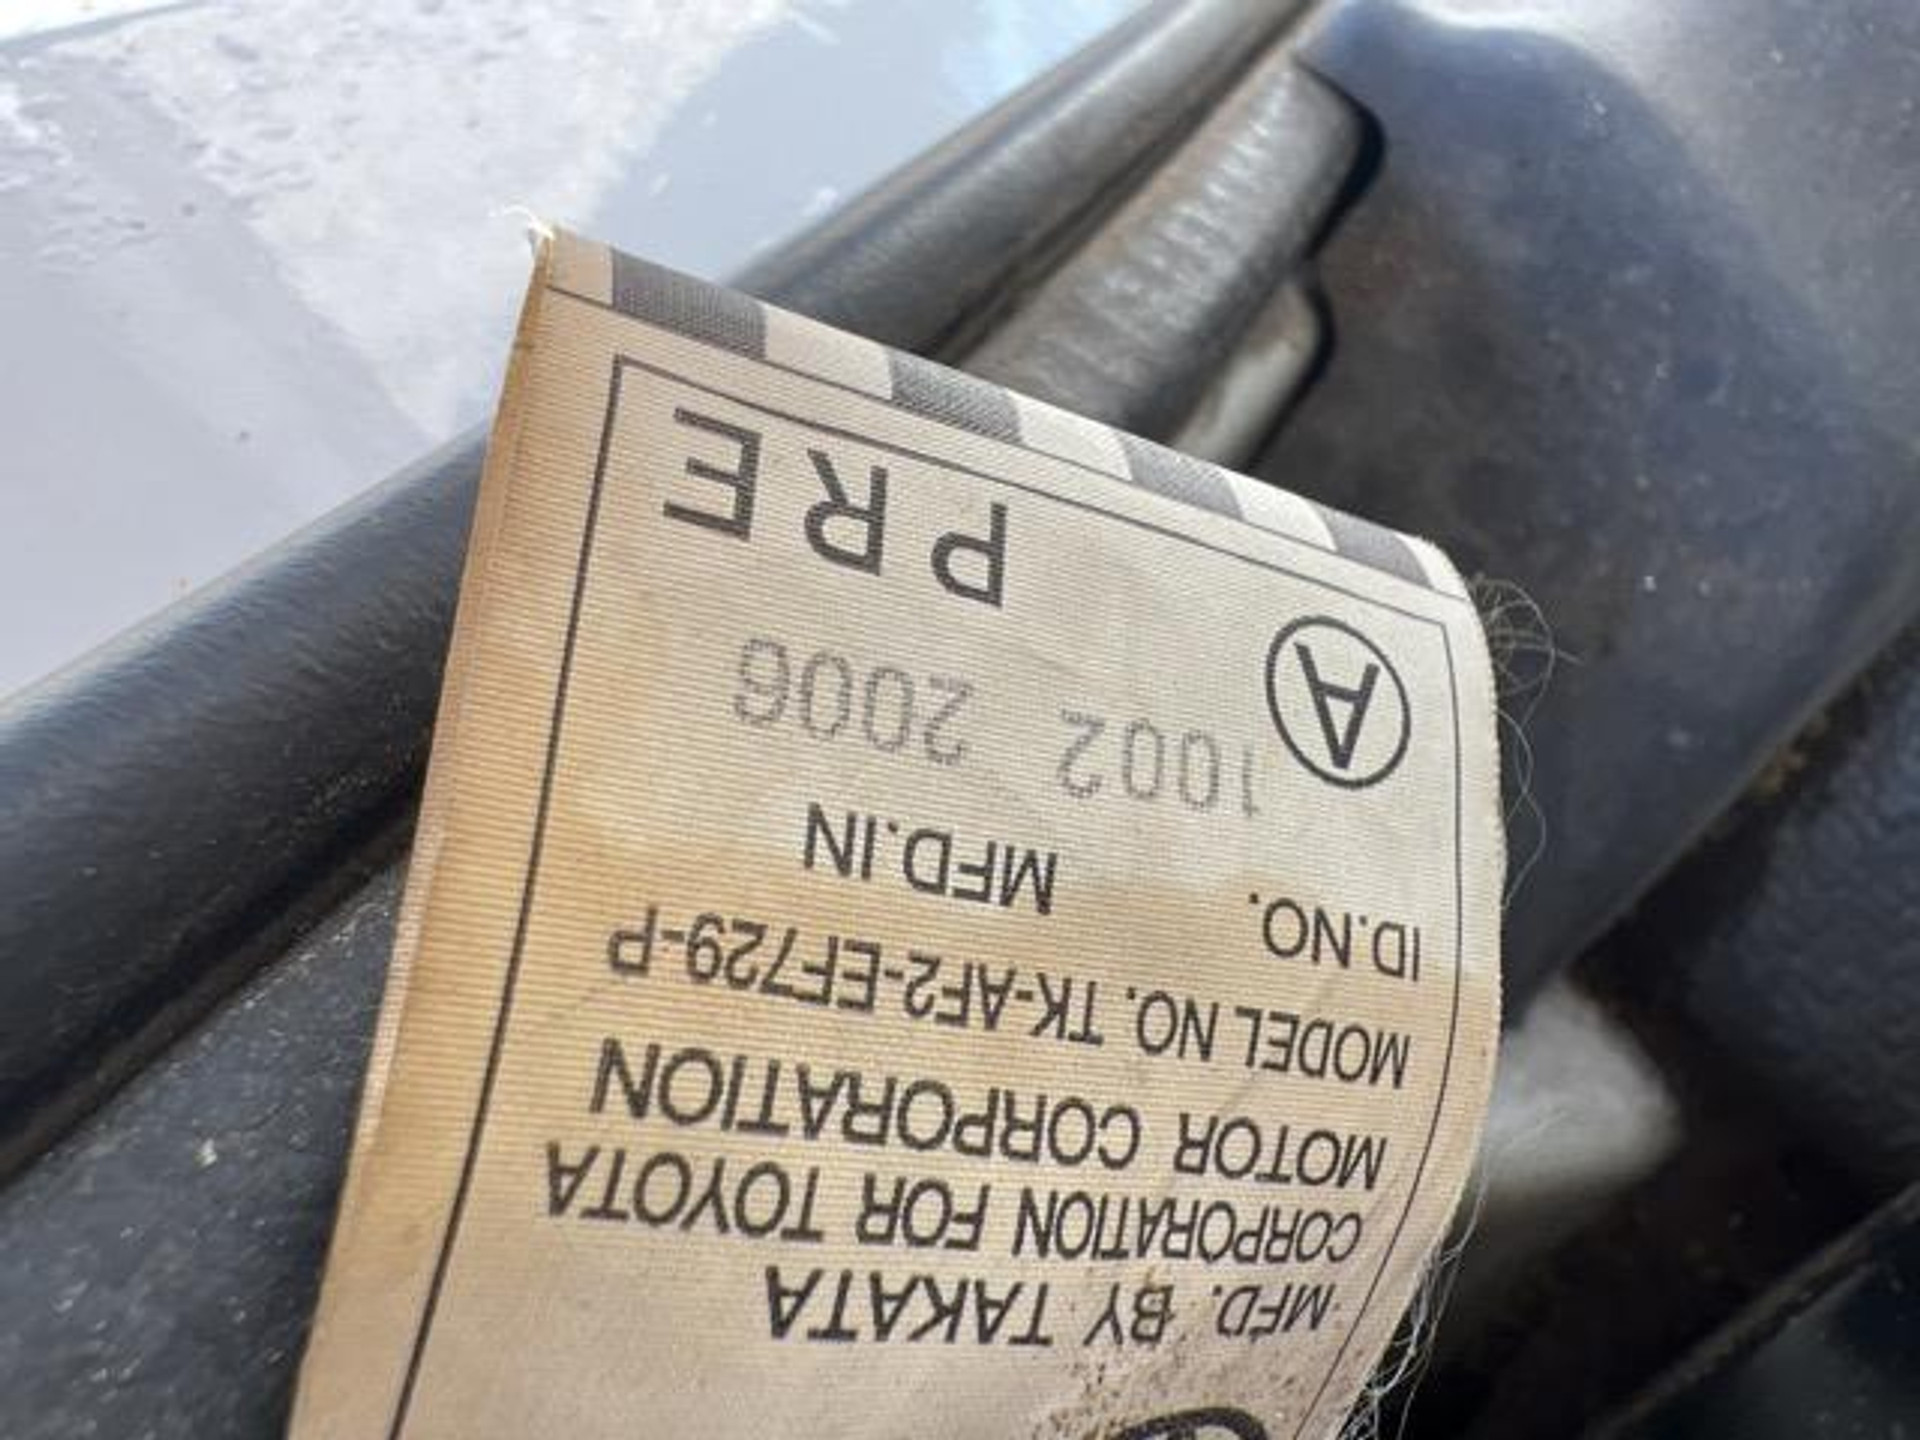 MFD. BY TAKATA
CORPORATION FOR TOYOTA
MOTOR CORPORATION
MODEL NO. TK-AF2-EF729-P
ID.NO. MFD.IN
1002 2006
A PRE